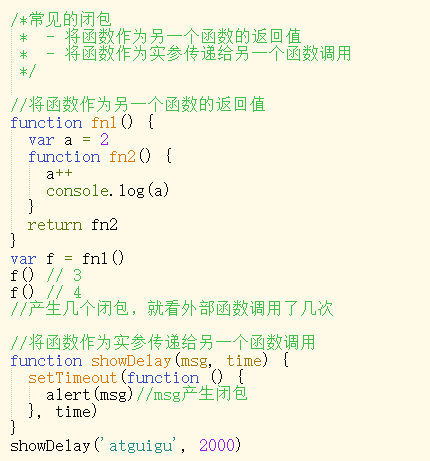 /*常见的闭包
 *  - 将函数作为另一个函数的返回值
 *  - 将函数作为实参传递给另一个函数调用
 */

//将函数作为另一个函数的返回值
function fn1() {
  var a = 2
  function fn2() {
    a++
    console.log(a)
  }
  return fn2
}
var f = fn1()
f() // 3
f() // 4
//产生几个闭包，就看外部函数调用了几次

//将函数作为实参传递给另一个函数调用
function showDelay(msg, time) {
  setTimeout(function () {
    alert(msg)//msg产生闭包
  }, time)
}
showDelay('atguigu', 2000)